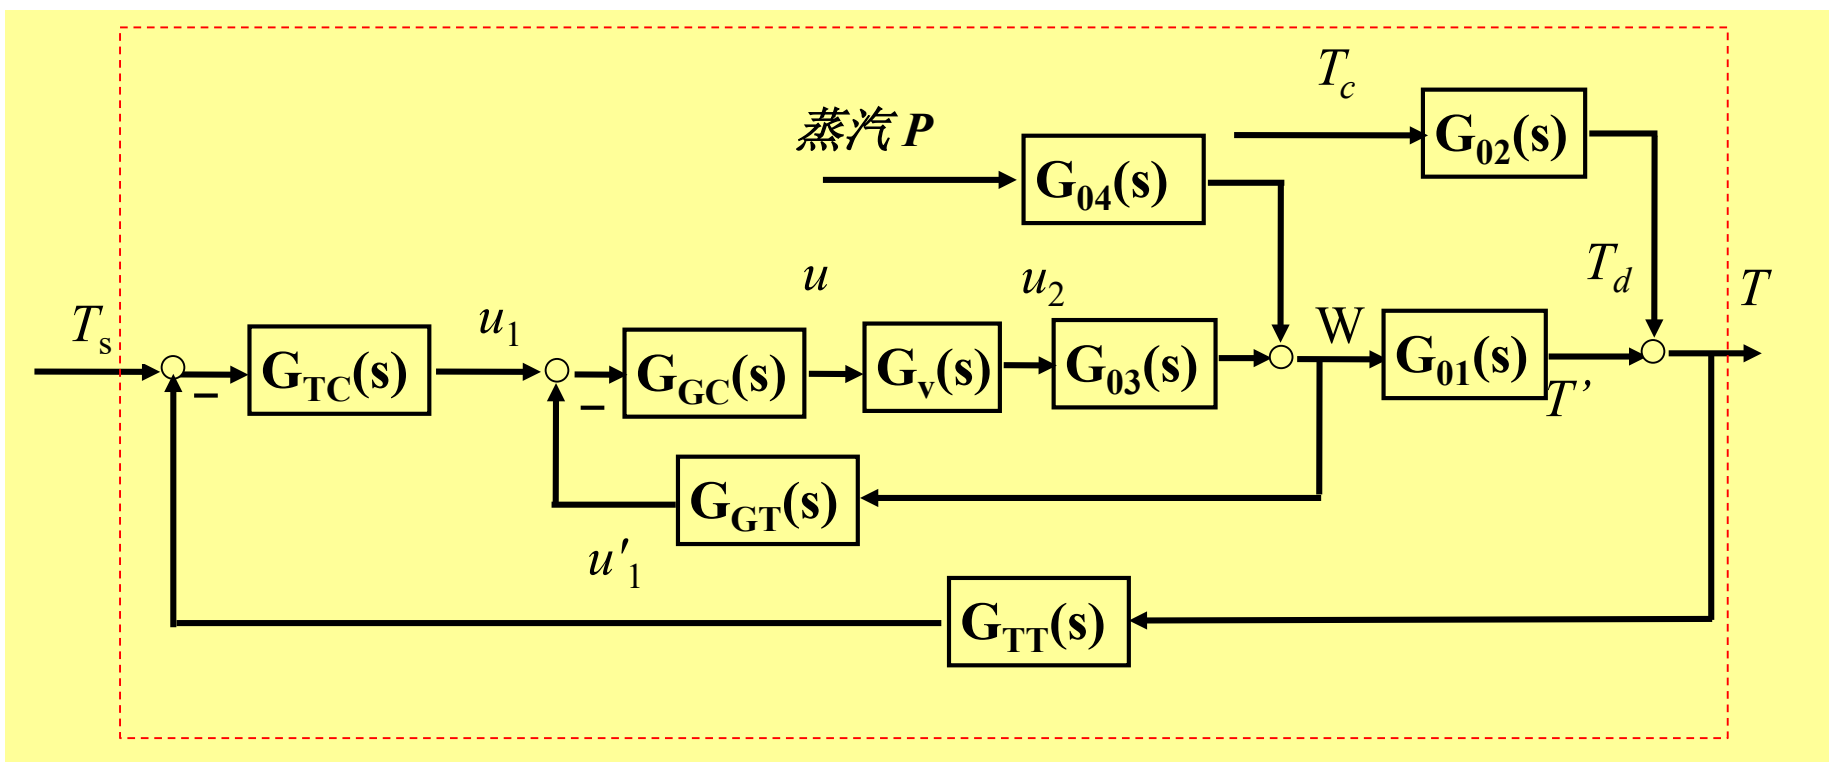 T_c
G_02(s)
蒸汽 P
G_04(s)
T_d
T
u
u_2
T_s
u_1
W
G_TC(s)
G_GC(s)
G_v(s)
G_03(s)
G_01(s)
T’
−
−
G_GT(s)
u′_1
G_TT(s)